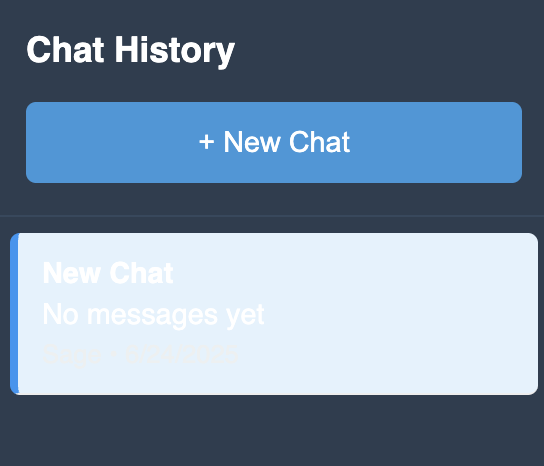 Chat History
+ New Chat
New Chat
No messages yet